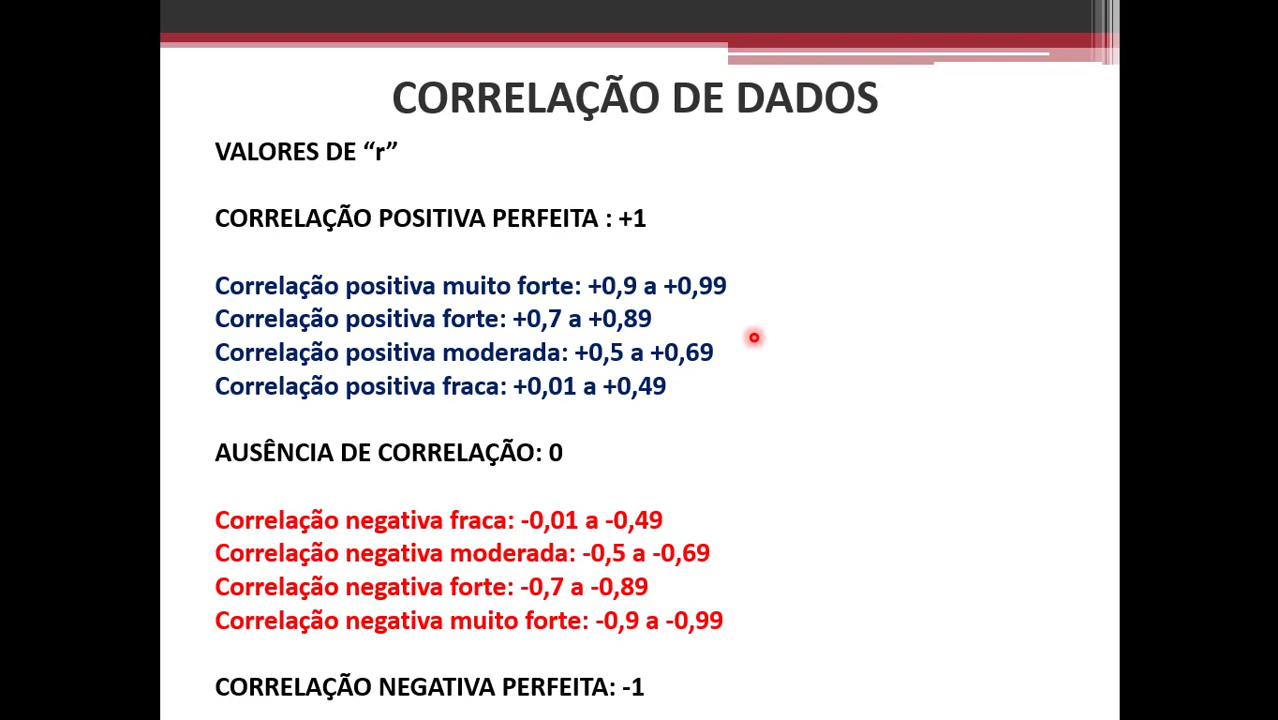 CORRELAÇÃO DE DADOS
VALORES DE “r”
CORRELAÇÃO POSITIVA PERFEITA : +1
Correlação positiva muito forte: +0,9 a +0,99
Correlação positiva forte: +0,7 a +0,89
Correlação positiva moderada: +0,5 a +0,69
Correlação positiva fraca: +0,01 a +0,49
AUSÊNCIA DE CORRELAÇÃO: 0
Correlação negativa fraca: -0,01 a -0,49
Correlação negativa moderada: -0,5 a -0,69
Correlação negativa forte: -0,7 a -0,89
Correlação negativa muito forte: -0,9 a -0,99
CORRELAÇÃO NEGATIVA PERFEITA: -1